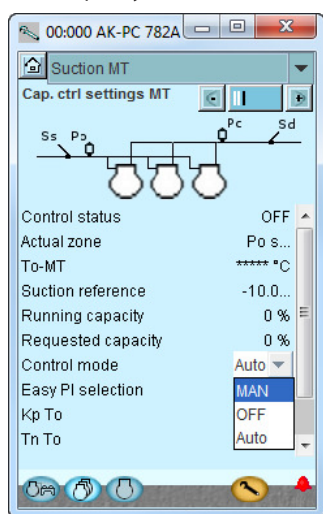 00:000 AK-PC 782A
Suction MT
Cap. ctrl settings MT
Pc Sd
Ss Po
Control status OFF
Actual zone Po s...
To-MT ***** °C
Suction reference -10.0...
Running capacity 0 %
Requested capacity 0 %
Control mode Auto
Easy PI selection MAN
Kp To OFF
Tn To Auto